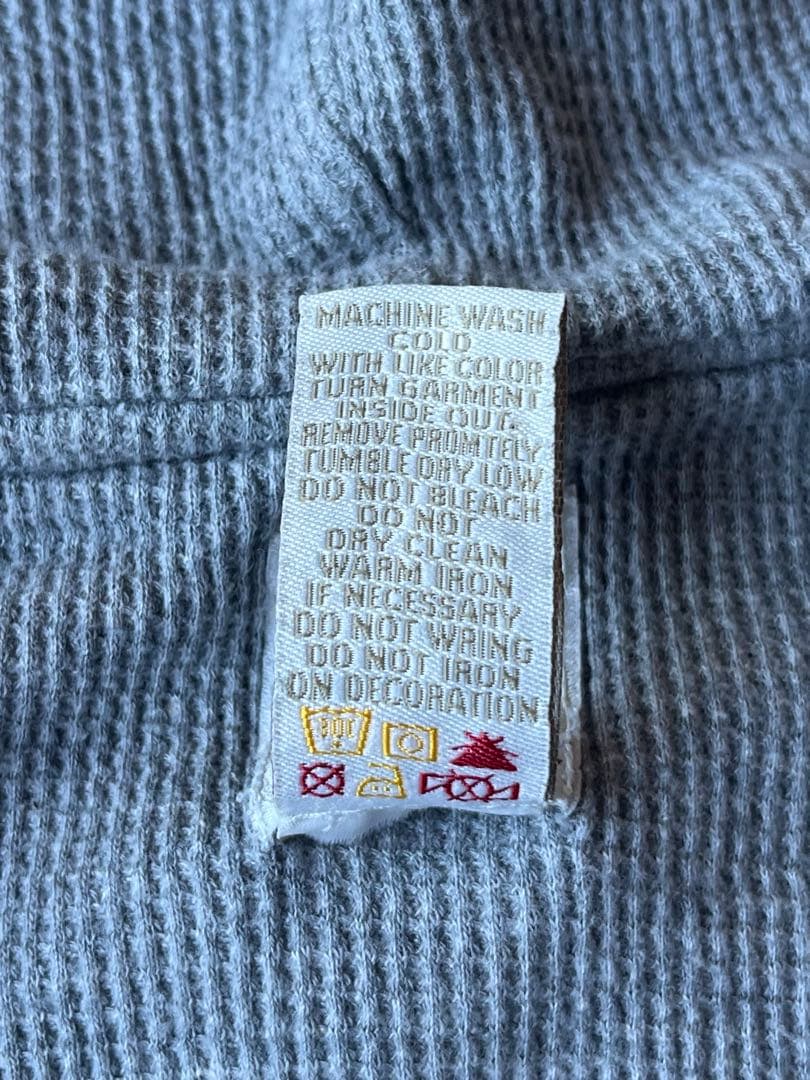 MACHINE WASH
COLD
WITH LIKE COLOR
TURN GARMENT
INSIDE OUT.
REMOVE PROMTELY
TUMBLE DRY LOW
DO NOT BLEACH
DO NOT
DRY CLEAN
WARM IRON
IF NECESSARY
DO NOT WRING
DO NOT IRON
ON DECORATION